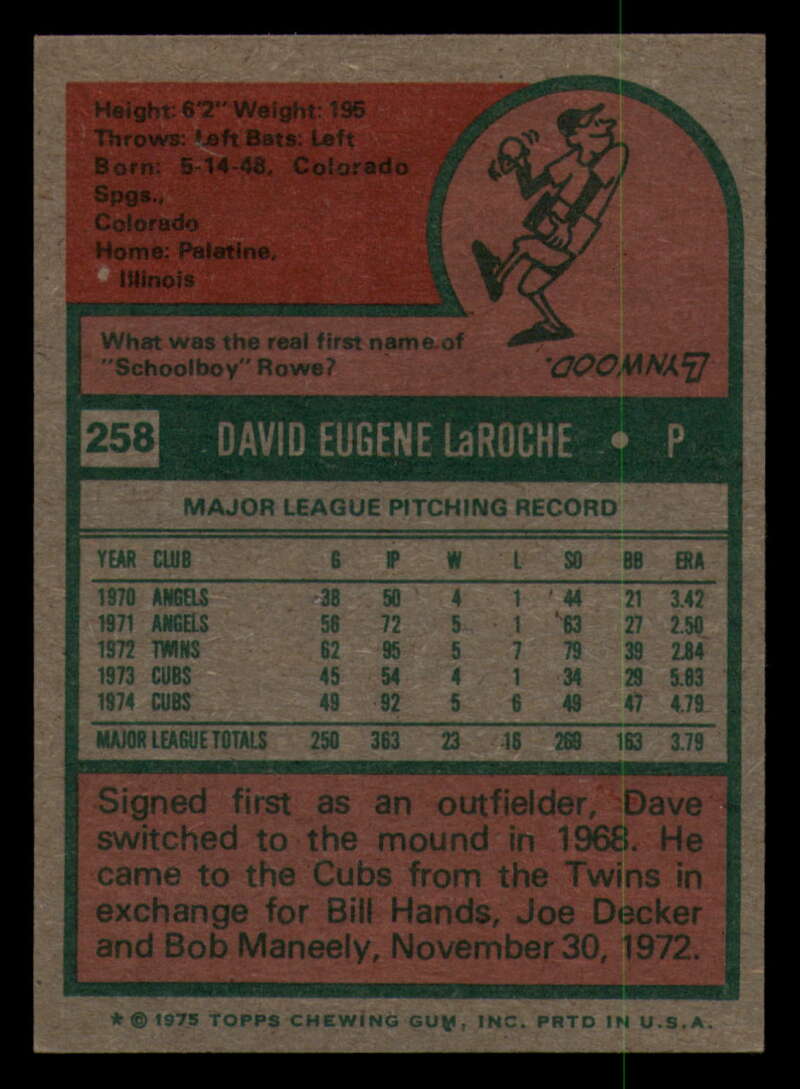 Height: 6'2" Weight: 195
Throws: Left Bats: Left
Born: 5-14-48, Colorado
Spgs.,
Colorado
Home: Palatine,
Illinois
What was the real first name of
"Schoolboy" Rowe?
LYNWOOD.
258 DAVID EUGENE LaROCHE • P
MAJOR LEAGUE PITCHING RECORD
YEAR CLUB G IP W L SO BB ERA
1970 ANGELS 38 50 4 1 44 21 3.42
1971 ANGELS 56 72 5 1 63 27 2.50
1972 TWINS 62 95 5 7 79 39 2.84
1973 CUBS 45 54 4 1 34 29 5.83
1974 CUBS 49 92 5 6 49 47 4.79
MAJOR LEAGUE TOTALS 250 363 23 16 269 163 3.79
Signed first as an outfielder, Dave
switched to the mound in 1968. He
came to the Cubs from the Twins in
exchange for Bill Hands, Joe Decker
and Bob Maneely, November 30, 1972.
* © 1975 TOPPS CHEWING GUM, INC. PRTD IN U.S.A.